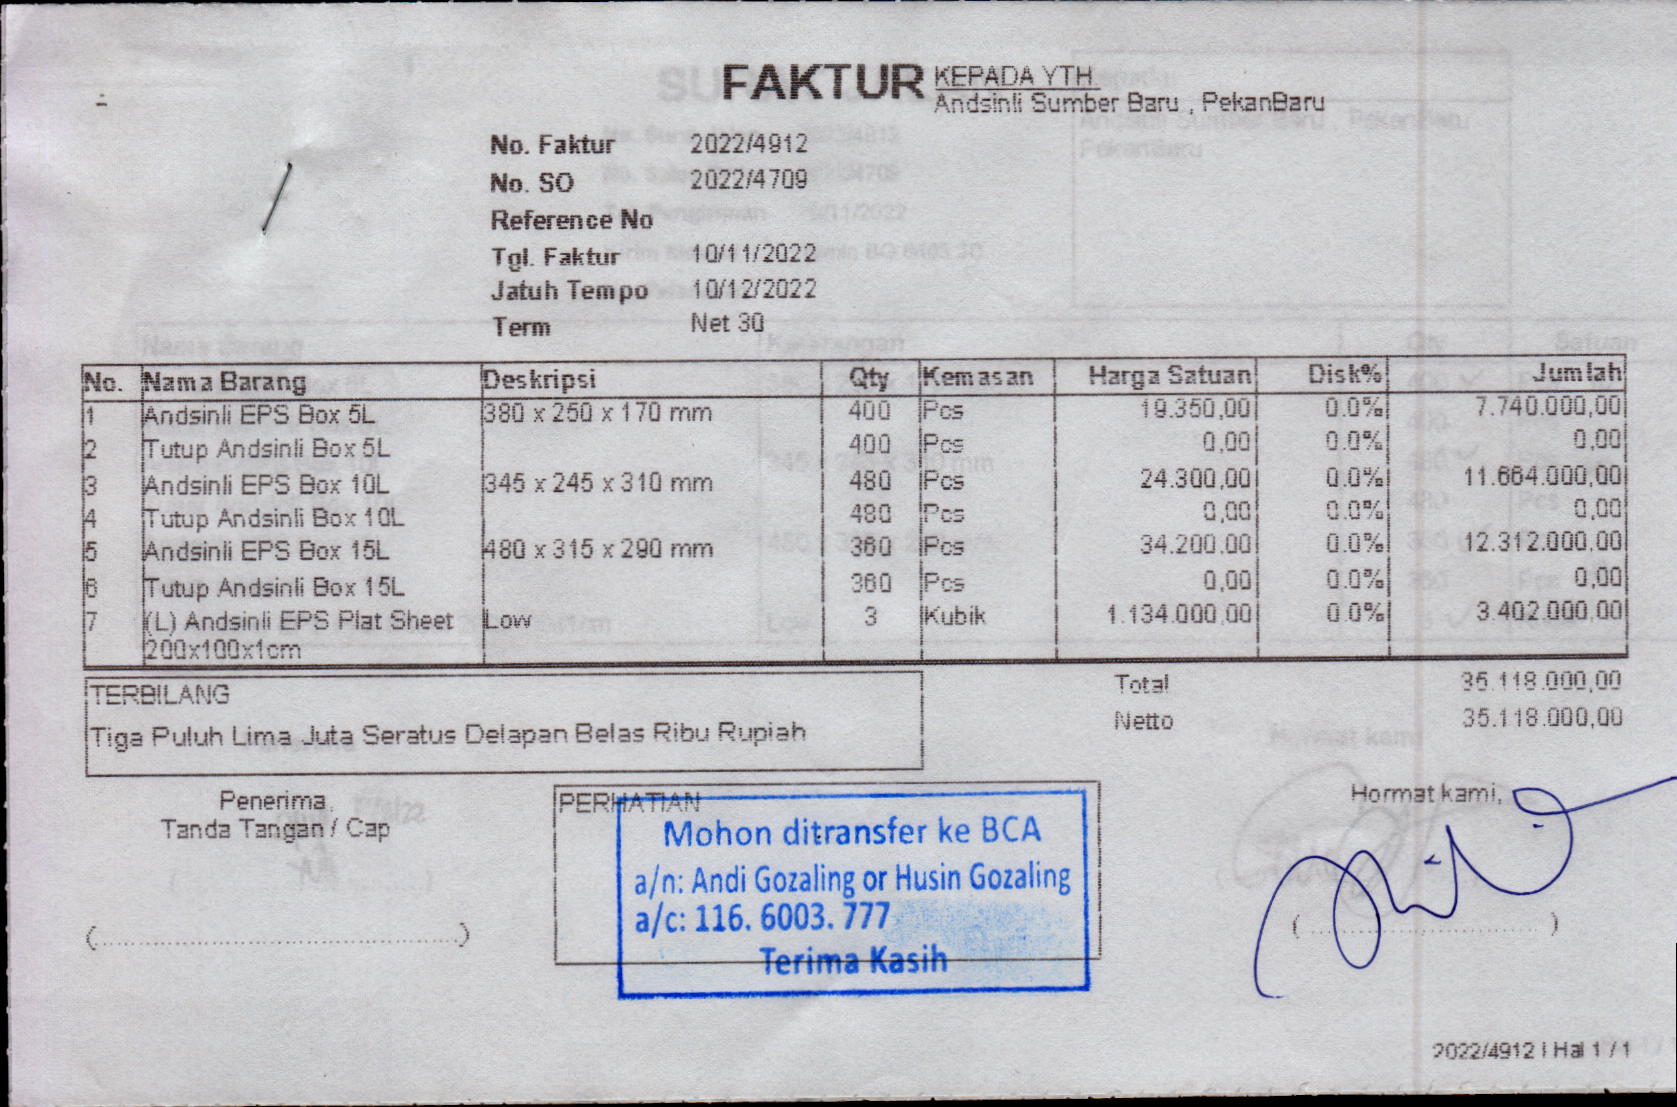 FAKTUR
KEPADA YTH
Andsinli Sumber Baru , PekanBaru
No. Faktur 2022/4912
No. SO 2022/4709
Reference No
Tgl. Faktur 10/11/2022
Jatuh Tempo 10/12/2022
Term Net 30
No. Nama Barang Deskripsi Qty Kemasan Harga Satuan Disk% Jumlah
1 Andsinli EPS Box 5L 380 x 250 x 170 mm 400 Pcs 19.350,00 0.0% 7.740.000,00
2 Tutup Andsinli Box 5L 400 Pcs 0,00 0.0% 0,00
3 Andsinli EPS Box 10L 345 x 245 x 310 mm 480 Pcs 24.300,00 0.0% 11.664.000,00
4 Tutup Andsinli Box 10L 480 Pcs 0,00 0.0% 0,00
5 Andsinli EPS Box 15L 480 x 315 x 290 mm 360 Pcs 34.200,00 0.0% 12.312.000,00
6 Tutup Andsinli Box 15L 360 Pcs 0,00 0.0% 0,00
7 (L) Andsinli EPS Plat Sheet Low 3 Kubik 1.134.000,00 0.0% 3.402.000,00
200x100x1cm
TERBILANG
Tiga Puluh Lima Juta Seratus Delapan Belas Ribu Rupiah
Total 35.118.000,00
Netto 35.118.000,00
Penerima,
Tanda Tangan / Cap
(........................................)
PERHATIAN
Mohon ditransfer ke BCA
a/n: Andi Gozaling or Husin Gozaling
a/c: 116. 6003. 777
Terima Kasih
Hormat kami,
(............................)
2022/4912 | Hal 1 / 1